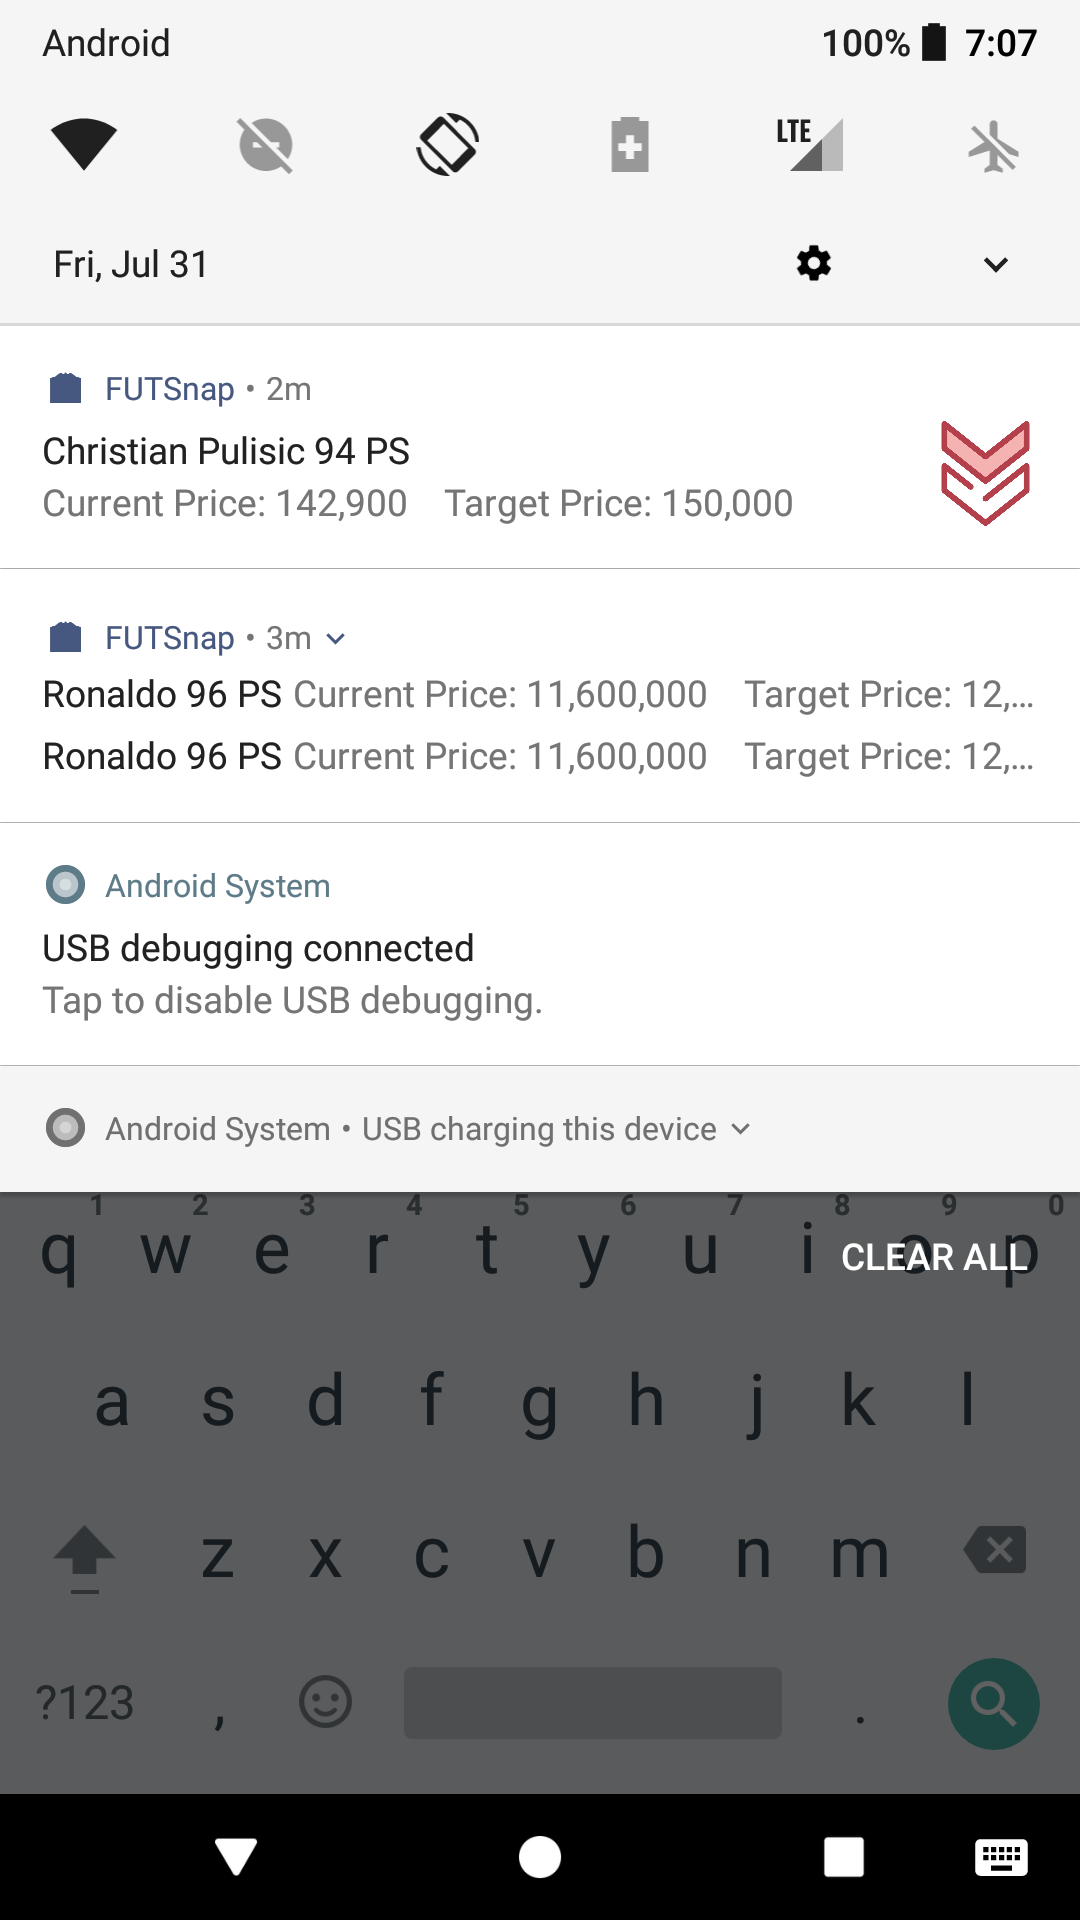 Android 100% 7:07
LTE
Fri, Jul 31
FUTSnap • 2m
Christian Pulisic 94 PS
Current Price: 142,900 Target Price: 150,000
FUTSnap • 3m
Ronaldo 96 PS Current Price: 11,600,000 Target Price: 12,...
Ronaldo 96 PS Current Price: 11,600,000 Target Price: 12,...
Android System
USB debugging connected
Tap to disable USB debugging.
Android System • USB charging this device
1 2 3 4 5 6 7 8 9 0
q w e r t y u i o p
CLEAR ALL
a s d f g h j k l
z x c v b n m
?123 , .